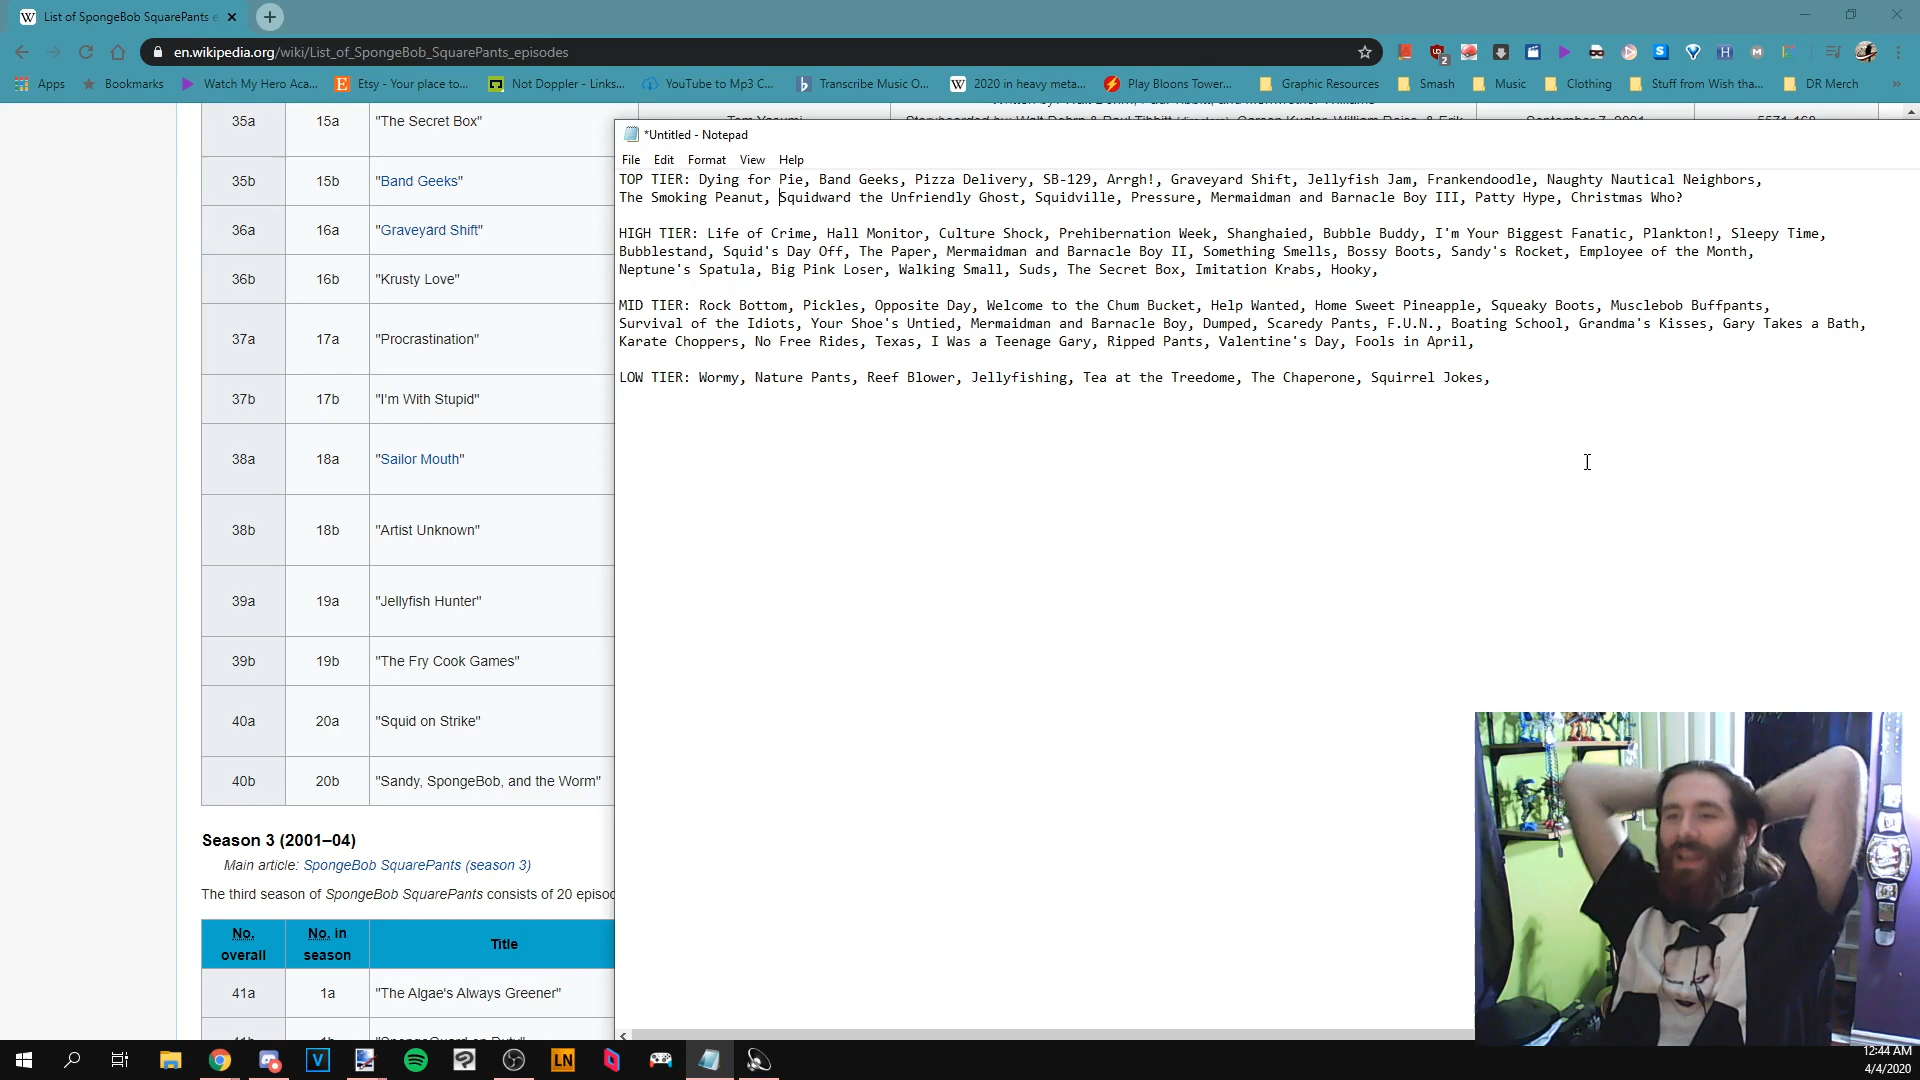 List of SpongeBob SquarePants e
en.wikipedia.org/wiki/List_of_SpongeBob_SquarePants_episodes
2
Apps
Bookmarks
Watch My Hero Aca...
Etsy - Your place to...
Not Doppler - Links...
YouTube to Mp3 C...
Transcribe Music O...
2020 in heavy meta...
Play Bloons Tower...
Graphic Resources
Smash
Music
Clothing
Stuff from Wish tha...
DR Merch
35a 15a "The Secret Box"
35b 15b "Band Geeks"
36a 16a "Graveyard Shift"
36b 16b "Krusty Love"
37a 17a "Procrastination"
37b 17b "I'm With Stupid"
38a 18a "Sailor Mouth"
38b 18b "Artist Unknown"
39a 19a "Jellyfish Hunter"
39b 19b "The Fry Cook Games"
40a 20a "Squid on Strike"
40b 20b "Sandy, SpongeBob, and the Worm"
Season 3 (2001–04)
Main article: SpongeBob SquarePants (season 3)
The third season of SpongeBob SquarePants consists of 20 episod
No. overall No. in season Title
41a 1a "The Algae's Always Greener"
*Untitled - Notepad
File Edit Format View Help
TOP TIER: Dying for Pie, Band Geeks, Pizza Delivery, SB-129, Arrgh!, Graveyard Shift, Jellyfish Jam, Frankendoodle, Naughty Nautical Neighbors,
The Smoking Peanut, Squidward the Unfriendly Ghost, Squidville, Pressure, Mermaidman and Barnacle Boy III, Patty Hype, Christmas Who?
HIGH TIER: Life of Crime, Hall Monitor, Culture Shock, Prehibernation Week, Shanghaied, Bubble Buddy, I'm Your Biggest Fanatic, Plankton!, Sleepy Time,
Bubblestand, Squid's Day Off, The Paper, Mermaidman and Barnacle Boy II, Something Smells, Bossy Boots, Sandy's Rocket, Employee of the Month,
Neptune's Spatula, Big Pink Loser, Walking Small, Suds, The Secret Box, Imitation Krabs, Hooky,
MID TIER: Rock Bottom, Pickles, Opposite Day, Welcome to the Chum Bucket, Help Wanted, Home Sweet Pineapple, Squeaky Boots, Musclebob Buffpants,
Survival of the Idiots, Your Shoe's Untied, Mermaidman and Barnacle Boy, Dumped, Scaredy Pants, F.U.N., Boating School, Grandma's Kisses, Gary Takes a Bath,
Karate Choppers, No Free Rides, Texas, I Was a Teenage Gary, Ripped Pants, Valentine's Day, Fools in April,
LOW TIER: Wormy, Nature Pants, Reef Blower, Jellyfishing, Tea at the Treedome, The Chaperone, Squirrel Jokes,
LN
12:44 AM
4/4/2020